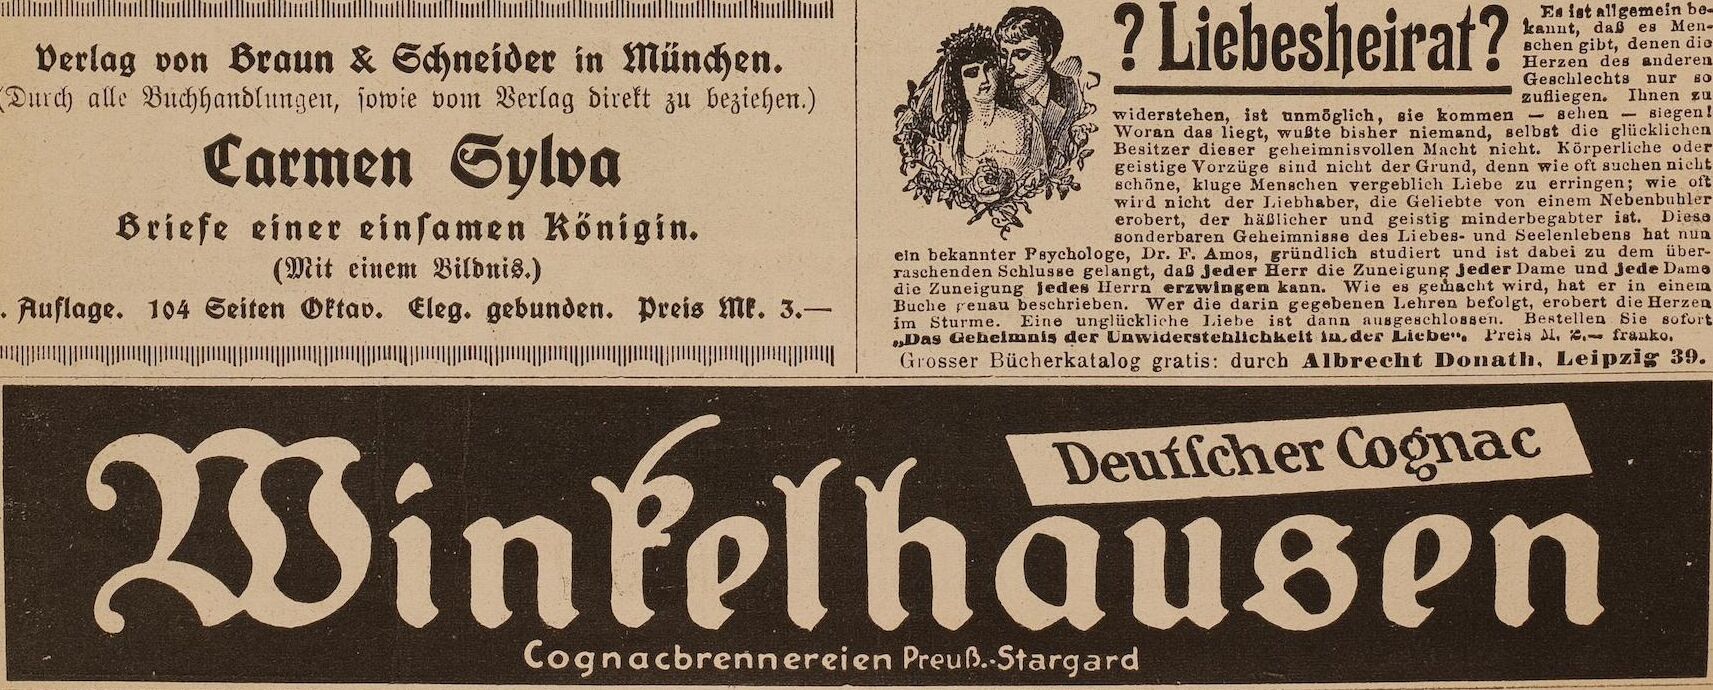 Verlag von Braun & Schneider in München.
(Durch alle Buchhandlungen, sowie vom Verlag direkt zu beziehen.)
Carmen Sylva
Briefe einer einsamen Königin.
(Mit einem Bildnis.)
. Auflage. 104 Seiten Oktav. Eleg. gebunden. Preis Mk. 3.—
? Liebesheirat?
Es ist allgemein be-
kannt, daß es Men-
schen gibt, denen die
Herzen des anderen
Geschlechts nur so
zufliegen. Ihnen zu
widerstehen, ist unmöglich, sie kommen — sehen — siegen!
Woran das liegt, wußte bisher niemand, selbst die glücklichen
Besitzer dieser geheimnisvollen Macht nicht. Körperliche oder
geistige Vorzüge sind nicht der Grund, denn wie oft suchen nicht
schöne, kluge Menschen vergeblich Liebe zu erringen; wie oft
wird nicht der Liebhaber, die Geliebte von einem Nebenbuhler
erobert, der häßlicher und geistig minderbegabter ist. Diese
sonderbaren Geheimnisse des Liebes- und Seelenlebens hat nun
ein bekannter Psychologe, Dr. F. Amos, gründlich studiert und ist dabei zu dem über-
raschenden Schlusse gelangt, daß jeder Herr die Zuneigung jeder Dame und jede Dame
die Zuneigung jedes Herrn erzwingen kann. Wie es gemacht wird, hat er in einem
Buche genau beschrieben. Wer die darin gegebenen Lehren befolgt, erobert die Herzen
im Sturme. Eine unglückliche Liebe ist dann ausgeschlossen. Bestellen Sie sofort
„Das Geheimnis der Unwiderstehlichkeit in der Liebe“. Preis M. 2.— franko.
Grosser Bücherkatalog gratis: durch Albrecht Donath, Leipzig 39.
Deutscher Cognac
Winkelhausen
Cognacbrennereien Preuß.-Stargard